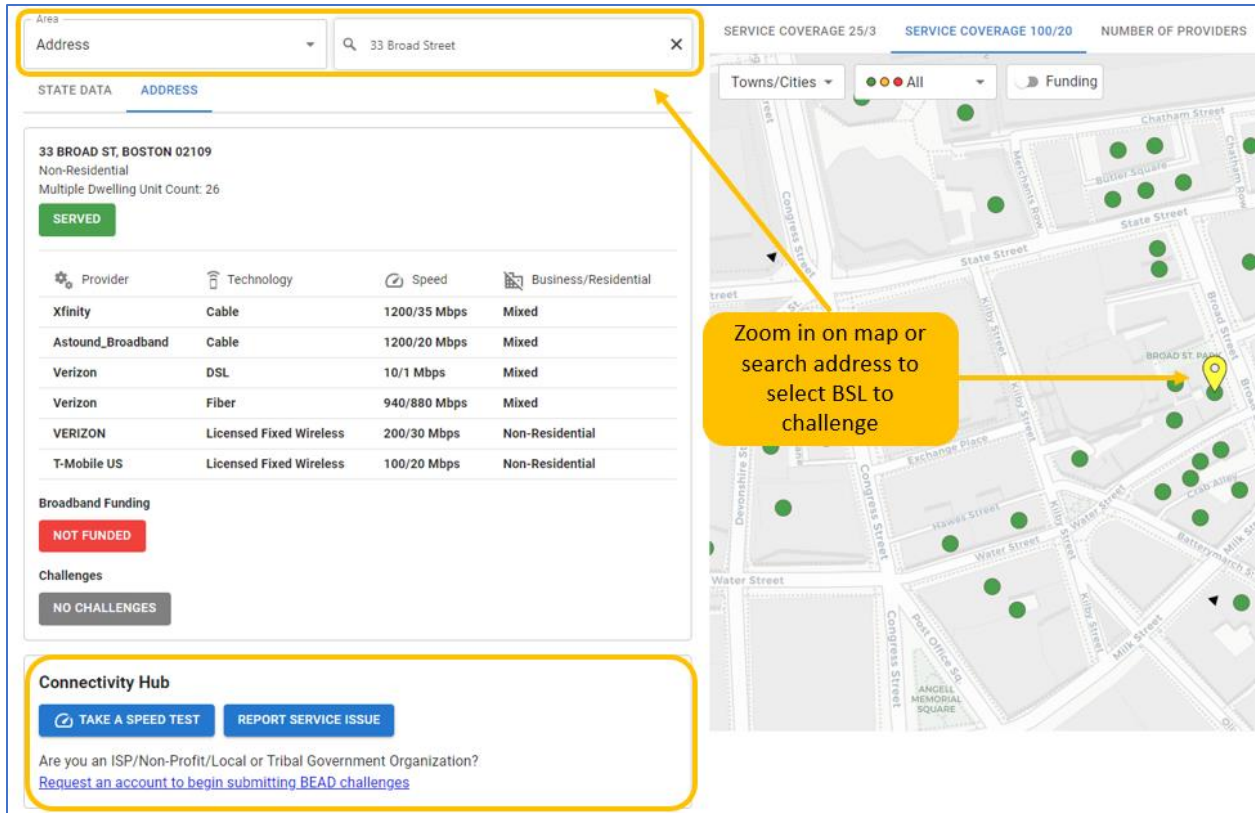 Area
Address
33 Broad Street
STATE DATA ADDRESS
33 BROAD ST, BOSTON 02109
Non-Residential
Multiple Dwelling Unit Count: 26
SERVED
Provider Technology Speed Business/Residential
Xfinity Cable 1200/35 Mbps Mixed
Astound_Broadband Cable 1200/20 Mbps Mixed
Verizon DSL 10/1 Mbps Mixed
Verizon Fiber 940/880 Mbps Mixed
VERIZON Licensed Fixed Wireless 200/30 Mbps Non-Residential
T-Mobile US Licensed Fixed Wireless 100/20 Mbps Non-Residential
Broadband Funding
NOT FUNDED
Challenges
NO CHALLENGES
Connectivity Hub
TAKE A SPEED TEST REPORT SERVICE ISSUE
Are you an ISP/Non-Profit/Local or Tribal Government Organization?
Request an account to begin submitting BEAD challenges
SERVICE COVERAGE 25/3 SERVICE COVERAGE 100/20 NUMBER OF PROVIDERS
Towns/Cities All Funding
Zoom in on map or
search address to
select BSL to
challenge
Chatham Street
Chatham Row
Merchants Row
Butler Square
State Street
Congress Street
State Street
Kilby Street
Broad Street
BROAD ST. PARK
Exchange Place
Devonshire St
Congress Street
Kilby Street
Crab Alley
Hawes Street
Water Street
Water Street
Batterymarch S
Milk S
Water Street
Kilby Street
Milk Street
Post Office Sq
Congress Street
ANGELL
MEMORIAL
SQUARE